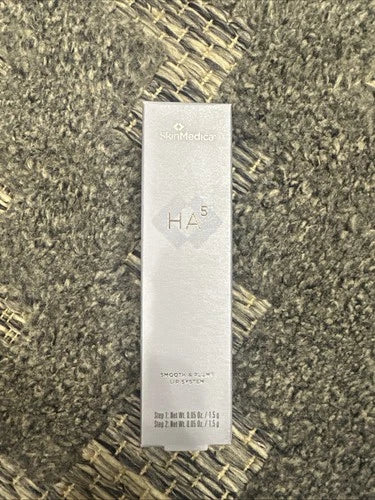 SkinMedica
HA5
SMOOTH & PLUMP
LIP SYSTEM
Step 1: Net Wt. 0.05 Oz. / 1.5 g
Step 2: Net Wt. 0.05 Oz. / 1.5 g